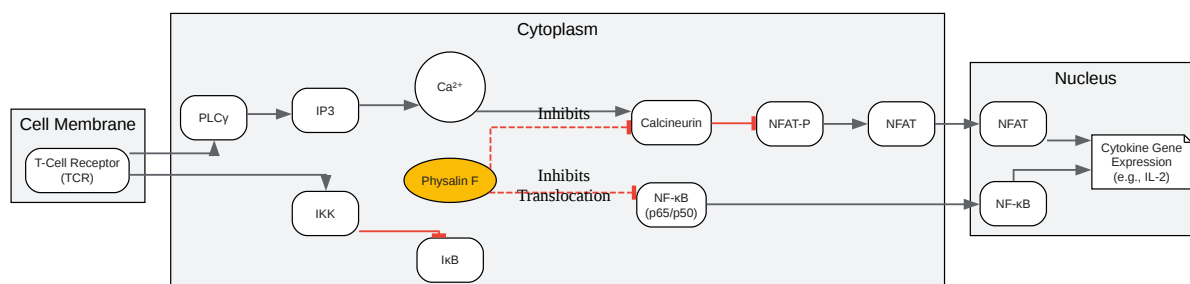 Cytoplasm
Nucleus
Cell Membrane
T-Cell Receptor
(TCR)
PLCγ
IP3
Ca²⁺
Inhibits
Calcineurin
NFAT-P
NFAT
NFAT
Cytokine Gene
Expression
(e.g., IL-2)
Physalin F
Inhibits
Translocation
NF-κB
(p65/p50)
NF-κB
IKK
IκB